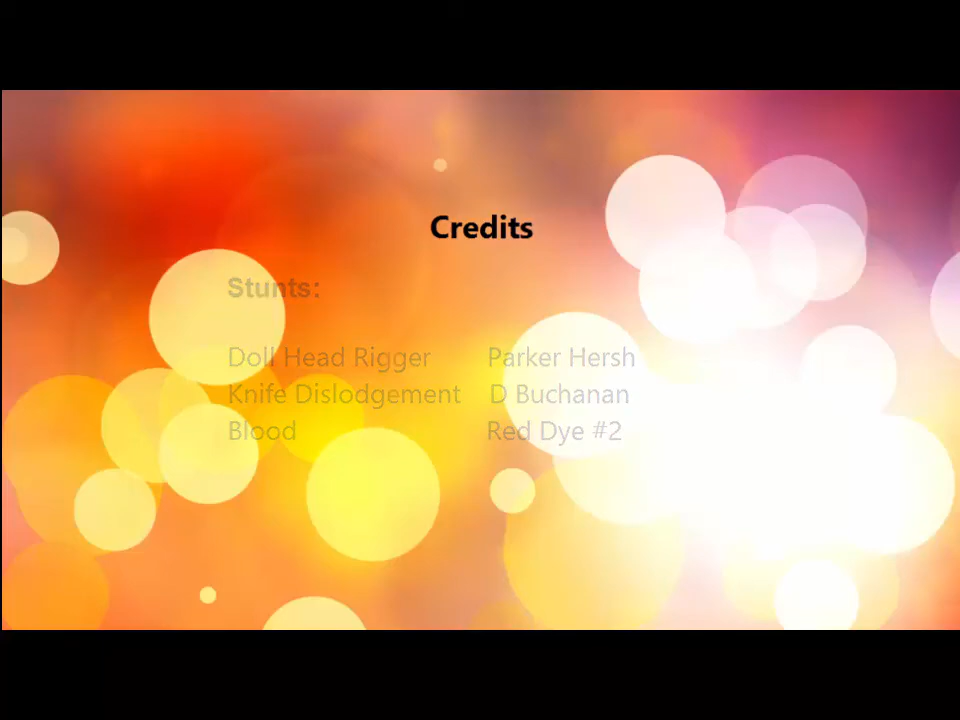 Credits
Stunts:
Doll Head Rigger Parker Hersh
Knife Dislodgement D Buchanan
Blood Red Dye #2